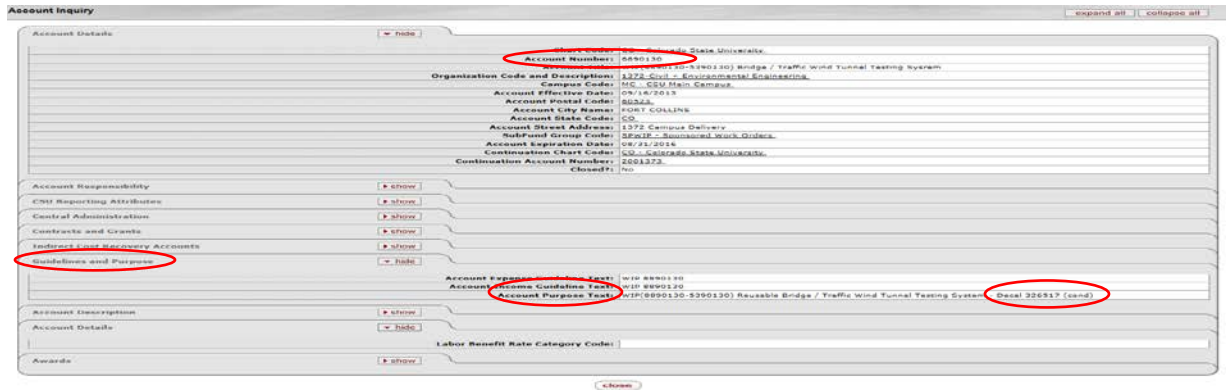 Account Inquiry
expand all collapse all
Account Details hide
Chart Code: CO - Colorado State University
Account Number: 8890130
WIP(8890130-5390130) Bridge / Traffic Wind Tunnel Testing System
Organization Code and Description: 1372-Civil - Environmental Engineering
Campus Code: MC - CSU Main Campus
Account Effective Date: 09/16/2013
Account Postal Code: 80523
Account City Name: FORT COLLINS
Account State Code: CO
Account Street Address: 1372 Campus Delivery
SubFund Group Code: SPWIP - Sponsored Work Orders
Account Expiration Date: 08/31/2016
Continuation Chart Code: CO - Colorado State University
Continuation Account Number: 2001373
Closed?: No
Account Responsibility show
CSU Reporting Attributes show
Central Administration show
Contracts and Grants show
Indirect Cost Recovery Accounts show
Guidelines and Purpose hide
Account Expense Guideline Text: WIP 8890130
Account Income Guideline Text: WIP 8890130
Account Purpose Text: WIP(8890130-5390130) Reusable Bridge / Traffic Wind Tunnel Testing System Decal 326517 (cond)
Account Description show
Account Details hide
Labor Benefit Rate Category Code:
Awards show
close